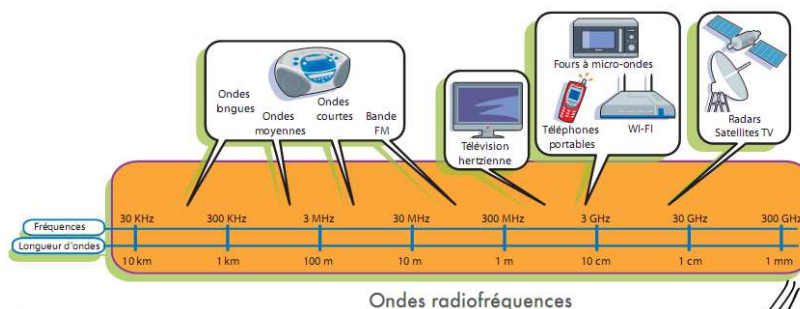 Ondes
longues
Ondes
moyennes
Ondes
courtes
Bande
FM
Télévision
hertzienne
Fours à micro-ondes
Téléphones
portables
WI-FI
Radars
Satellites TV
Fréquences
30 KHz
300 KHz
3 MHz
30 MHz
300 MHz
3 GHz
30 GHz
300 GHz
Longueur d'ondes
10 km
1 km
100 m
10 m
1 m
10 cm
1 cm
1 mm
Ondes radiofréquences